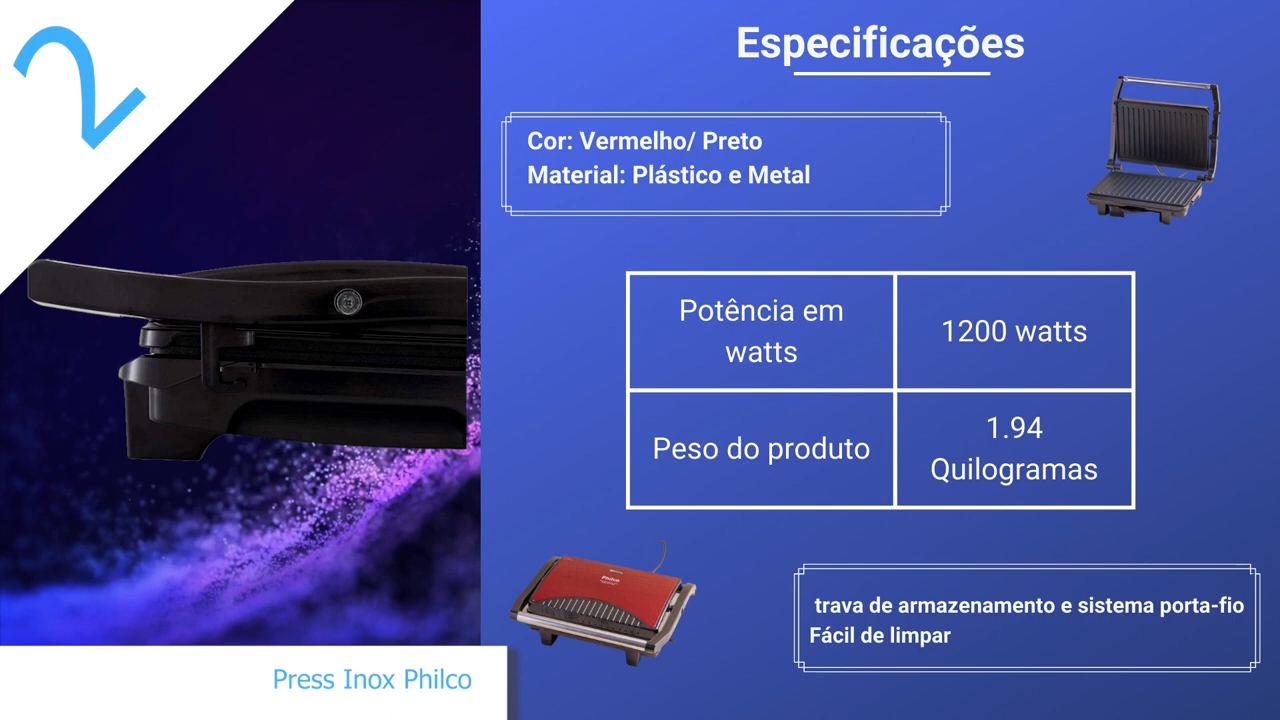 2
Especificações
Cor: Vermelho/ Preto
Material: Plástico e Metal
Potência em
watts
1200 watts
Peso do produto
1.94
Quilogramas
Philco
trava de armazenamento e sistema porta-fio
Fácil de limpar
Press Inox Philco